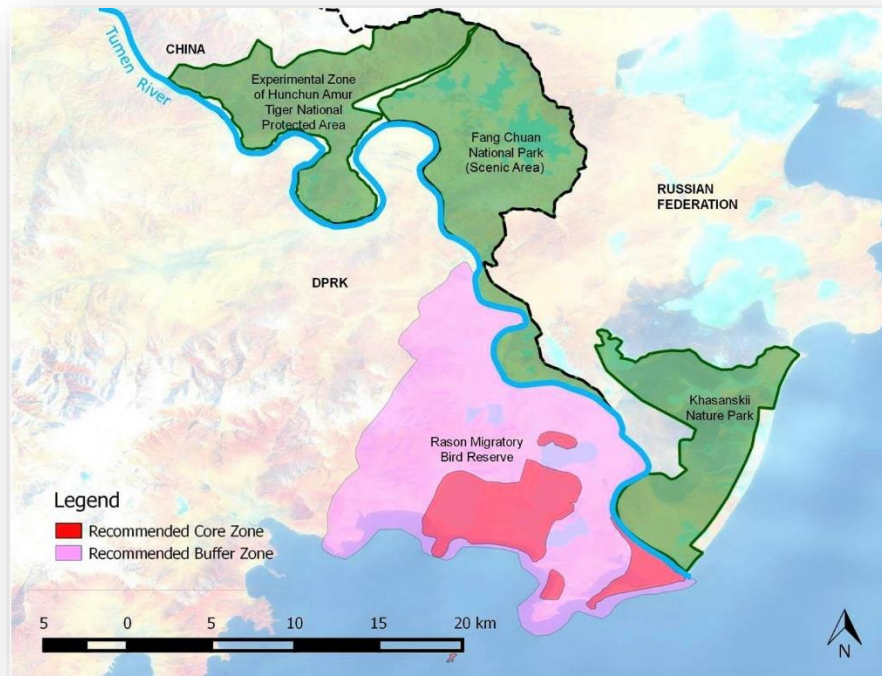 CHINA
Tumen River
Experimental Zone
of Hunchun Amur
Tiger National
Protected Area
Fang Chuan
National Park
(Scenic Area)
RUSSIAN
FEDERATION
DPRK
Khasanskii
Nature Park
Rason Migratory
Bird Reserve
Legend
Recommended Core Zone
Recommended Buffer Zone
5 0 5 10 15 20 km
N